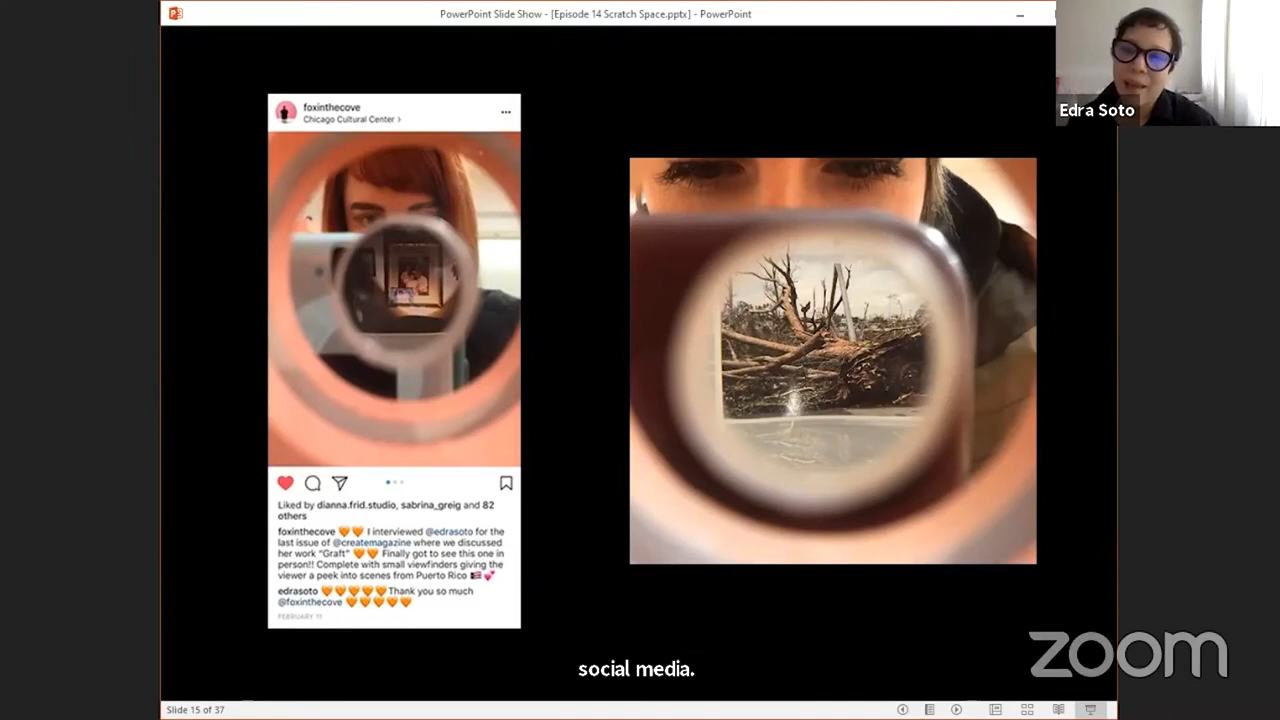 PowerPoint Slide Show - [Episode 14 Scratch Space.pptx] - PowerPoint
Edra Soto
foxinthecove
Chicago Cultural Center >
Liked by dianna.frid.studio, sabrina_greig and 82
others
foxinthecove 🧡🧡 I interviewed @edrasoto for the
last issue of @createmagazine where we discussed
her work "Graft" 🧡🧡 Finally got to see this one in
person!! Complete with small viewfinders giving the
viewer a peek into scenes from Puerto Rico 🇵🇷💕
edrasoto 🧡🧡🧡🧡🧡Thank you so much
@foxinthecove 🧡🧡🧡🧡🧡
FEBRUARY 11
social media.
zoom
Slide 15 of 37